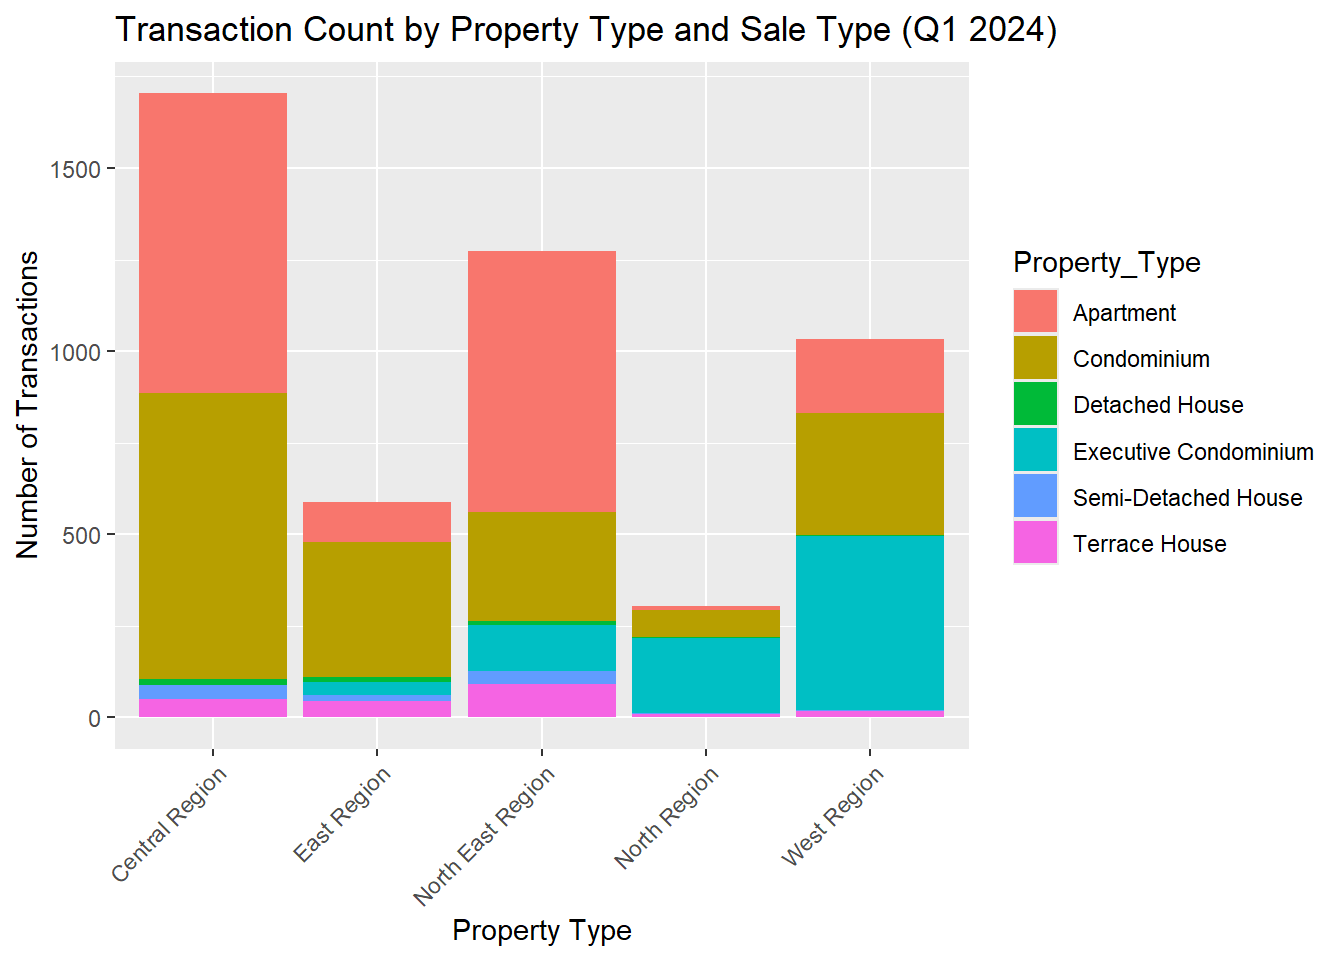 Transaction Count by Property Type and Sale Type (Q1 2024)
Number of Transactions
1500
1000
500
0
Central Region
East Region
North East Region
North Region
West Region
Property Type
Property_Type
Apartment
Condominium
Detached House
Executive Condominium
Semi-Detached House
Terrace House